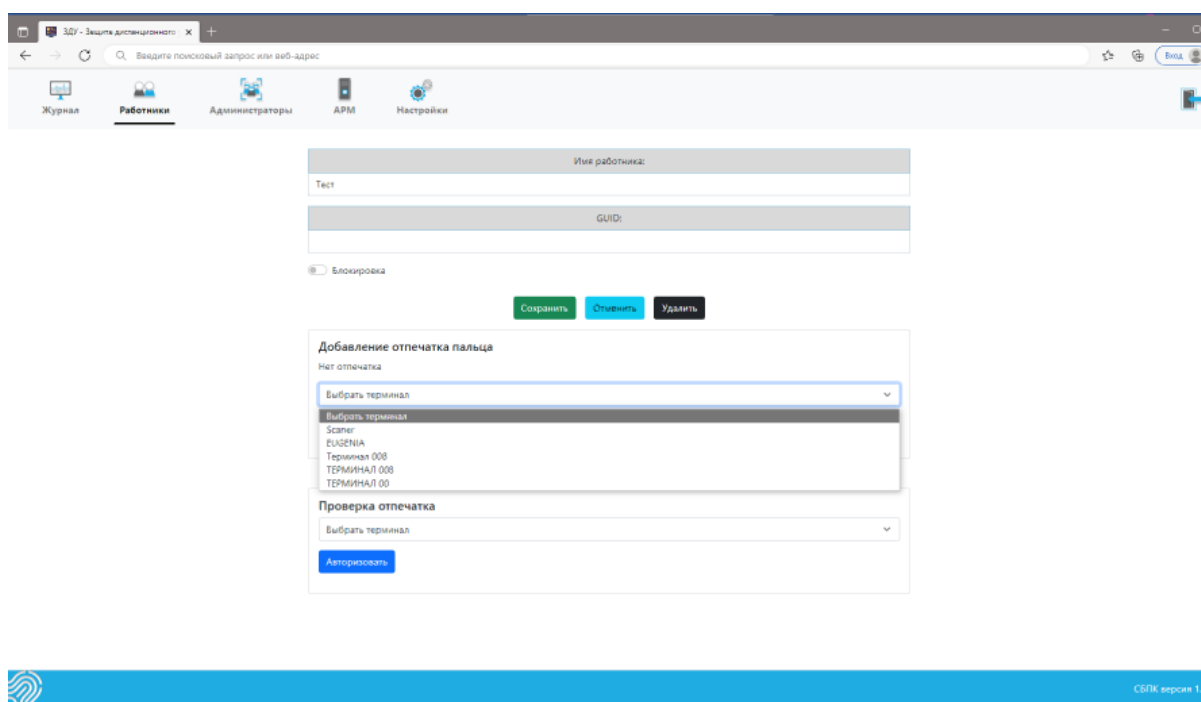 ЗДУ - Защита дистанционного
Введите поисковый запрос или веб-адрес
Вход
Журнал
Работники
Администраторы
АРМ
Настройки
Имя работника:
Тест
GUID:
Блокировка
Сохранить
Отменить
Удалить
Добавление отпечатка пальца
Нет отпечатка
Выбрать терминал
Выбрать терминал
Scaner
EUGENIA
Терминал 008
ТЕРМИНАЛ 008
ТЕРМИНАЛ 00
Проверка отпечатка
Выбрать терминал
Авторизовать
СБПК версия 1.